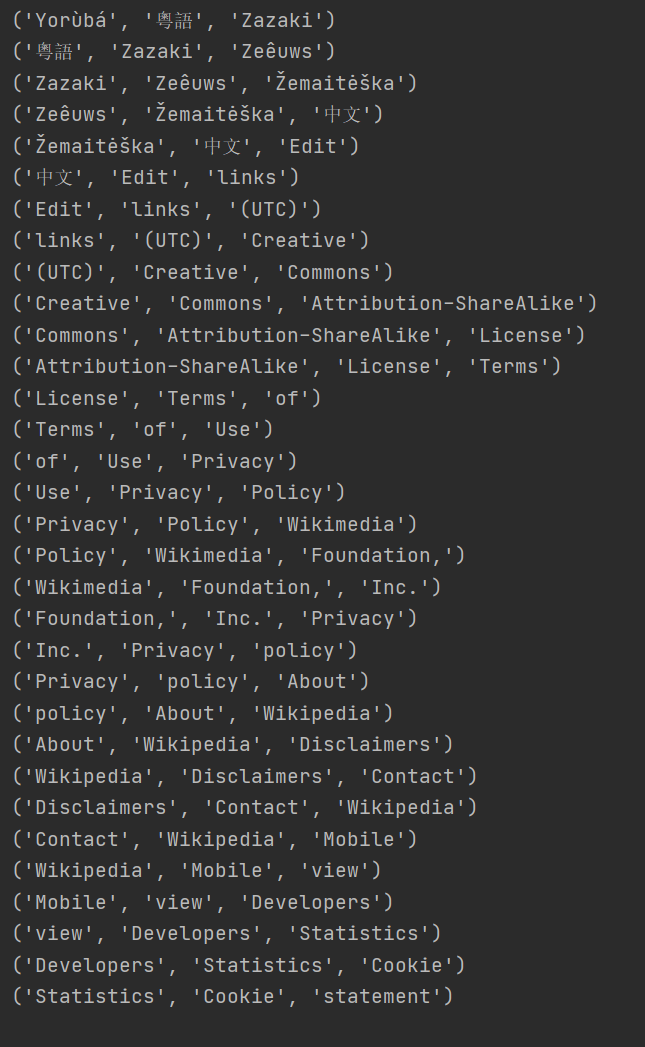 ('Yorùbá', '粵語', 'Zazaki')
('粵語', 'Zazaki', 'Zeêuws')
('Zazaki', 'Zeêuws', 'Žemaitėška')
('Zeêuws', 'Žemaitėška', '中文')
('Žemaitėška', '中文', 'Edit')
('中文', 'Edit', 'links')
('Edit', 'links', '(UTC)')
('links', '(UTC)', 'Creative')
('(UTC)', 'Creative', 'Commons')
('Creative', 'Commons', 'Attribution-ShareAlike')
('Commons', 'Attribution-ShareAlike', 'License')
('Attribution-ShareAlike', 'License', 'Terms')
('License', 'Terms', 'of')
('Terms', 'of', 'Use')
('of', 'Use', 'Privacy')
('Use', 'Privacy', 'Policy')
('Privacy', 'Policy', 'Wikimedia')
('Policy', 'Wikimedia', 'Foundation,')
('Wikimedia', 'Foundation,', 'Inc.')
('Foundation,', 'Inc.', 'Privacy')
('Inc.', 'Privacy', 'policy')
('Privacy', 'policy', 'About')
('policy', 'About', 'Wikipedia')
('About', 'Wikipedia', 'Disclaimers')
('Wikipedia', 'Disclaimers', 'Contact')
('Disclaimers', 'Contact', 'Wikipedia')
('Contact', 'Wikipedia', 'Mobile')
('Wikipedia', 'Mobile', 'view')
('Mobile', 'view', 'Developers')
('view', 'Developers', 'Statistics')
('Developers', 'Statistics', 'Cookie')
('Statistics', 'Cookie', 'statement')